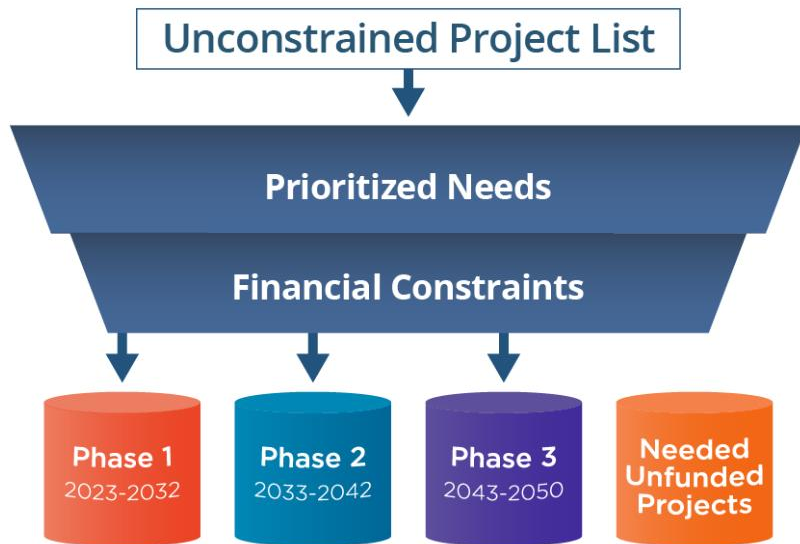 Unconstrained Project List
Prioritized Needs
Financial Constraints
Phase 1
2023-2032
Phase 2
2033-2042
Phase 3
2043-2050
Needed
Unfunded
Projects